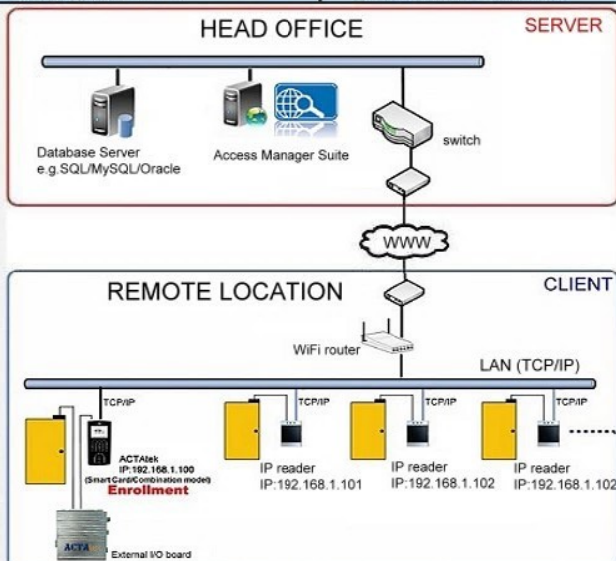 HEAD OFFICE
SERVER
Database Server
e.g.SQL/MySQL/Oracle
Access Manager Suite
switch
WWW
REMOTE LOCATION
CLIENT
WiFi router
LAN (TCP/IP)
TCP/IP
TCP/IP
TCP/IP
TCP/IP
ACTAtek
IP:192.168.1.100
(Smart Card/Combination model)
Enrollment
IP reader
IP:192.168.1.101
IP reader
IP:192.168.1.102
IP reader
IP:192.168.1.102
ACTA
External I/O board